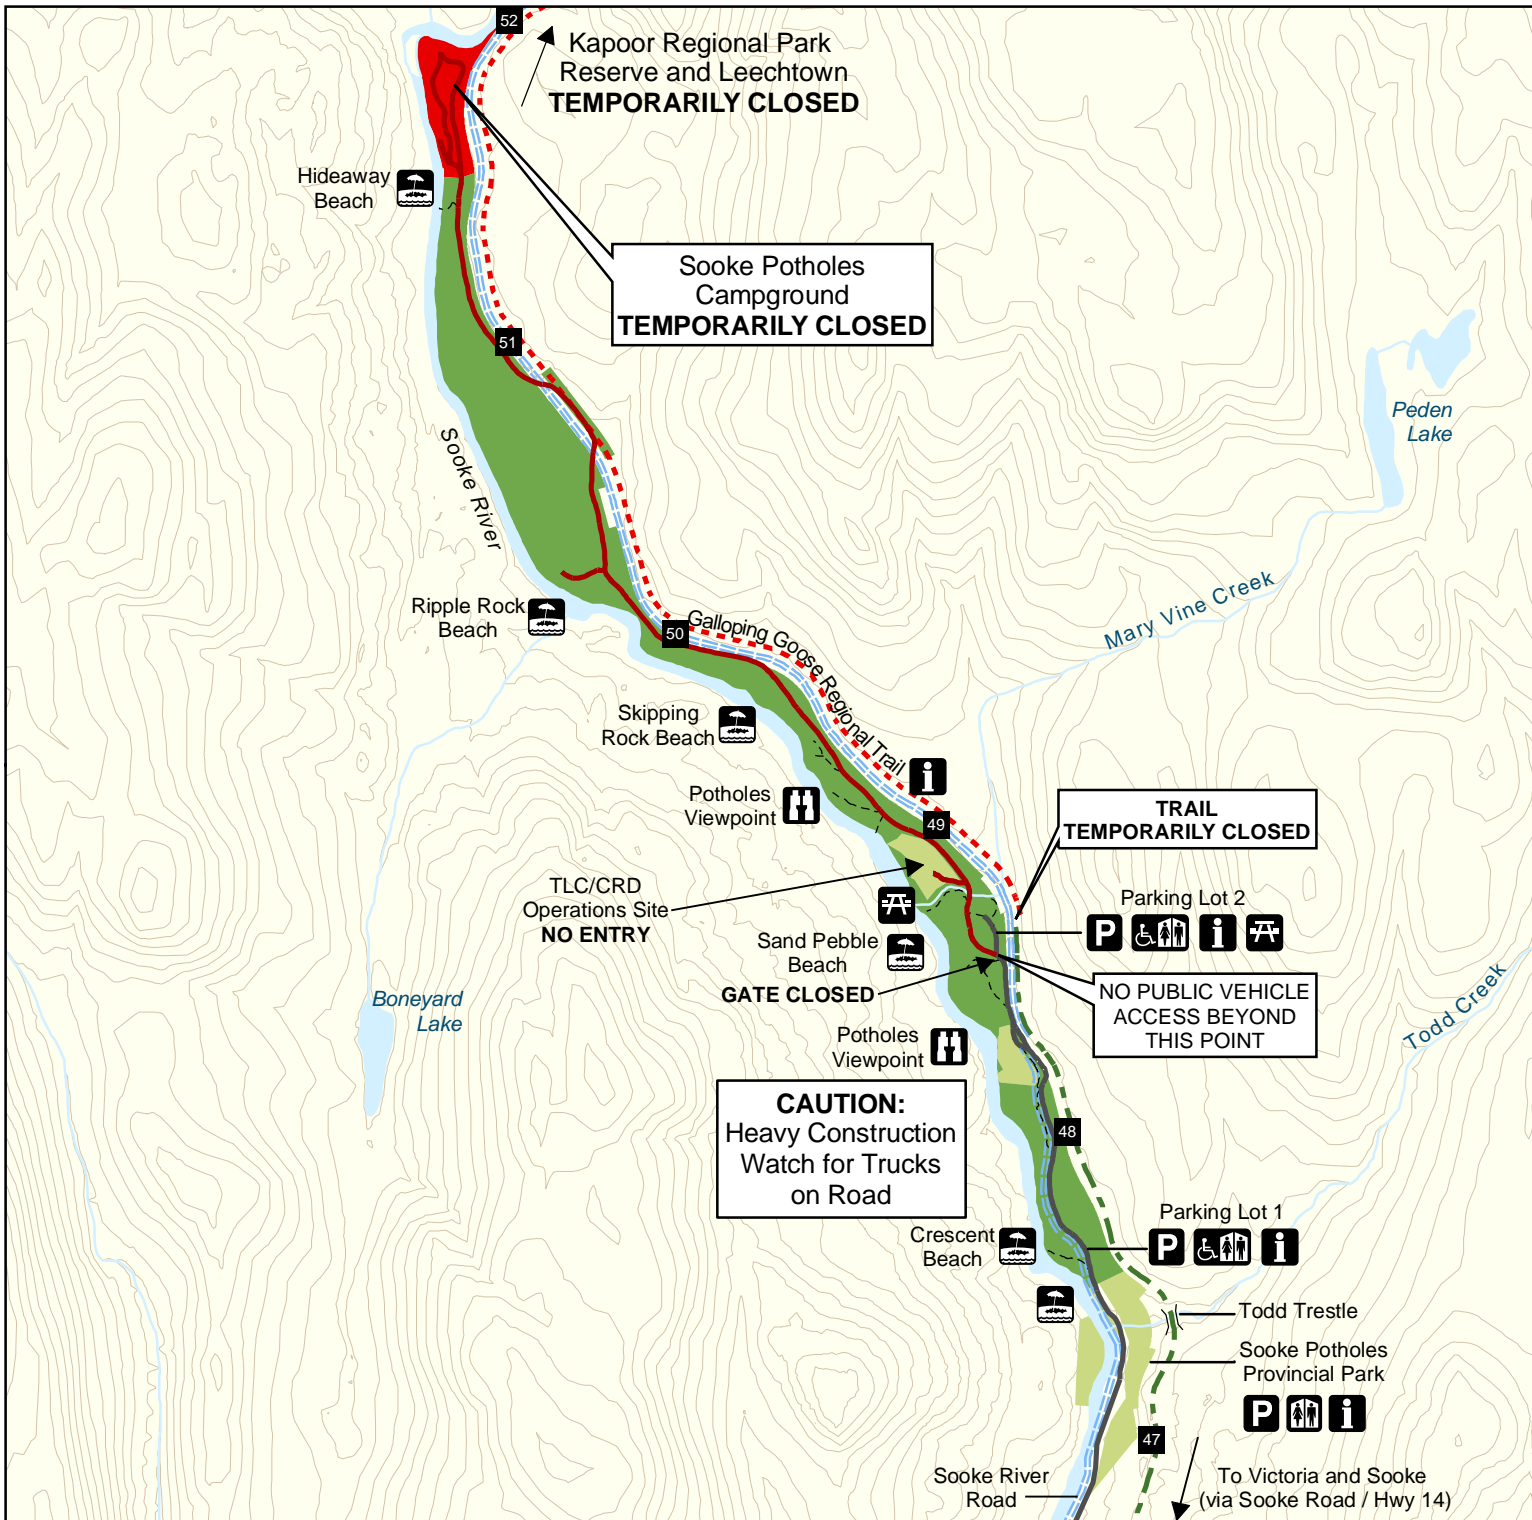 52
Kapoor Regional Park
Reserve and Leechtown
TEMPORARILY CLOSED
Hideaway
Beach
Sooke Potholes
Campground
TEMPORARILY CLOSED
51
Peden
Lake
Sooke River
Mary Vine Creek
Ripple Rock
Beach
50
Galloping Goose Regional Trail
Skipping
Rock Beach
Potholes
Viewpoint
49
TRAIL
TEMPORARILY CLOSED
TLC/CRD
Operations Site
NO ENTRY
Parking Lot 2
P
Sand Pebble
Beach
GATE CLOSED
NO PUBLIC VEHICLE
ACCESS BEYOND
THIS POINT
Boneyard
Lake
Todd Creek
Potholes
Viewpoint
CAUTION:
Heavy Construction
Watch for Trucks
on Road
48
Parking Lot 1
P
Crescent
Beach
Todd Trestle
Sooke Potholes
Provincial Park
P
47
Sooke River
Road
To Victoria and Sooke
(via Sooke Road / Hwy 14)